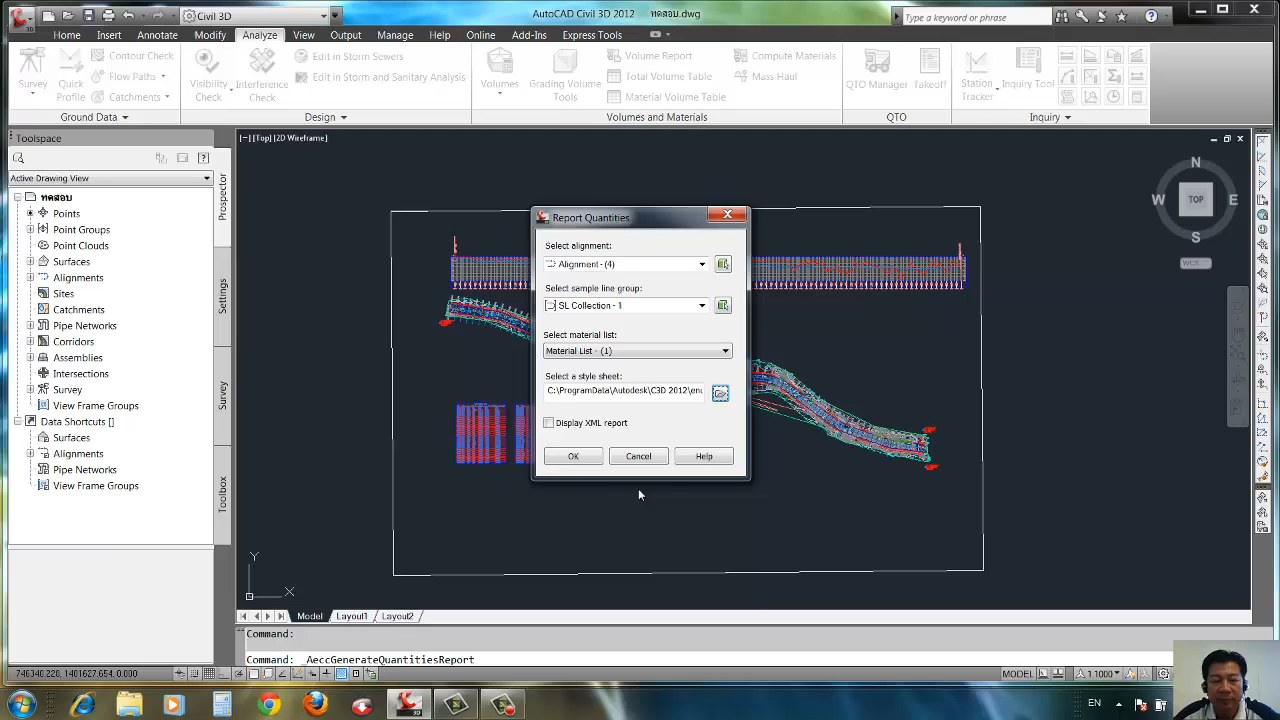 Civil 3D
AutoCAD Civil 3D 2012 ทดสอบ.dwg
Type a keyword or phrase
Home Insert Annotate Modify Analyze View Output Manage Help Online Add-Ins Express Tools
Survey
Quick Profile
Contour Check
Flow Paths
Catchments
Ground Data
Visibility Check
Interference Check
Edit in Storm Sewers
Edit in Storm and Sanitary Analysis
Design
Volumes
Grading Volume Tools
Volume Report
Total Volume Table
Material Volume Table
Compute Materials
Mass Haul
Volumes and Materials
QTO Manager
Takeoff
QTO
Station Tracker
Inquiry Tool
Inquiry
Toolspace
Active Drawing View
ทดสอบ
Points
Point Groups
Point Clouds
Surfaces
Alignments
Sites
Catchments
Pipe Networks
Corridors
Assemblies
Intersections
Survey
View Frame Groups
Data Shortcuts []
Surfaces
Alignments
Pipe Networks
View Frame Groups
Prospector
Settings
Survey
Toolbox
[−][Top][2D Wireframe]
N
W TOP E
S
WCS
Report Quantities
Select alignment:
Alignment - (4)
Select sample line group:
SL Collection - 1
Select material list:
Material List - (1)
Select a style sheet:
C:\ProgramData\Autodesk\C3D 2012\enu
Display XML report
OK Cancel Help
Y
X
Model Layout1 Layout2
Command:
Command: _AeccGenerateQuantitiesReport
746340.228, 1401627.654, 0.000
MODEL
1:1000
EN